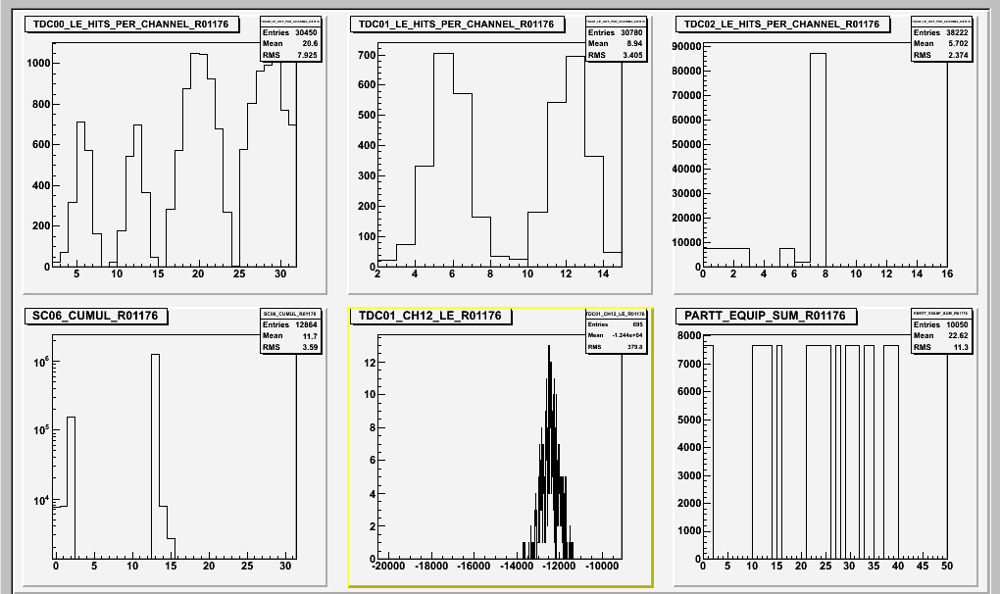 TDC00_LE_HITS_PER_CHANNEL_R01176
Entries 30450
Mean 20.6
RMS 7.925
1000
800
600
400
200
0
5 10 15 20 25 30
TDC01_LE_HITS_PER_CHANNEL_R01176
Entries 30780
Mean 8.94
RMS 3.405
700
600
500
400
300
200
100
0
2 4 6 8 10 12 14
TDC02_LE_HITS_PER_CHANNEL_R01176
Entries 38222
Mean 5.702
RMS 2.374
90000
80000
70000
60000
50000
40000
30000
20000
10000
0
0 2 4 6 8 10 12 14 16
SC06_CUMUL_R01176
SC06_CUMUL_R01176
Entries 12864
Mean 11.7
RMS 3.59
10^6
10^5
10^4
0 5 10 15 20 25 30
TDC01_CH12_LE_R01176
TDC01_CH12_LE_R01176
Entries 695
Mean -1.244e+04
RMS 379.8
12
10
8
6
4
2
0
-20000 -18000 -16000 -14000 -12000 -10000
PARTT_EQUIP_SUM_R01176
PARTT_EQUIP_SUM_R01176
Entries 10050
Mean 22.62
RMS 11.3
8000
7000
6000
5000
4000
3000
2000
1000
0
0 5 10 15 20 25 30 35 40 45 50